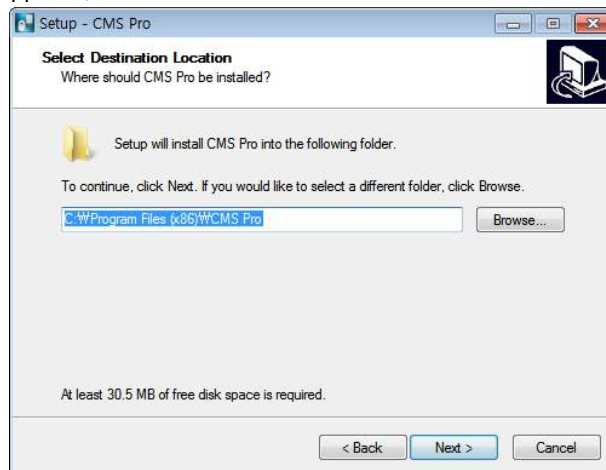 Setup - CMS Pro
Select Destination Location
Where should CMS Pro be installed?
Setup will install CMS Pro into the following folder.
To continue, click Next. If you would like to select a different folder, click Browse.
C:₩Program Files (x86)₩CMS Pro
Browse...
At least 30.5 MB of free disk space is required.
< Back
Next >
Cancel